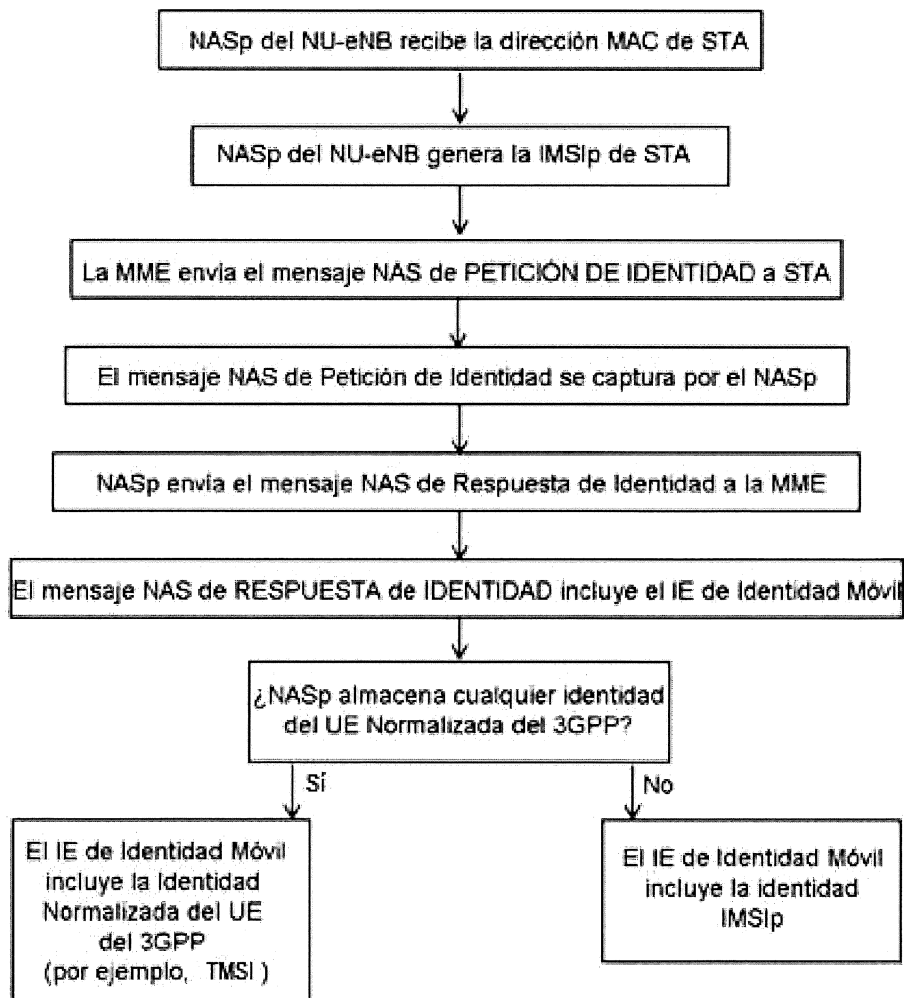 NASp del NU-eNB recibe la dirección MAC de STA
NASp del NU-eNB genera la IMSIp de STA
La MME envía el mensaje NAS de PETICIÓN DE IDENTIDAD a STA
El mensaje NAS de Petición de Identidad se captura por el NASp
NASp envía el mensaje NAS de Respuesta de Identidad a la MME
El mensaje NAS de RESPUESTA de IDENTIDAD incluye el IE de Identidad Móvil
¿NASp almacena cualquier identidad
del UE Normalizada del 3GPP?
Sí
No
El IE de Identidad Móvil
incluye la Identidad
Normalizada del UE
del 3GPP
(por ejemplo, TMSI )
El IE de Identidad Móvil
incluye la identidad
IMSIp